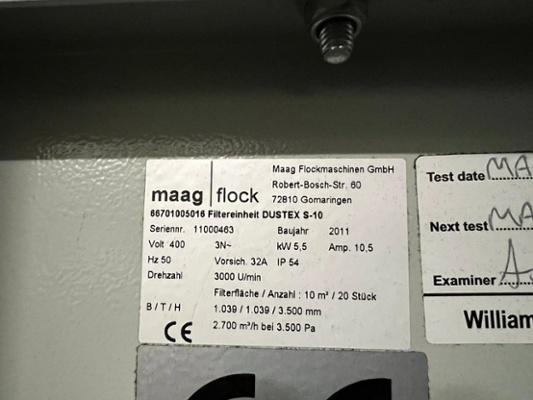 maag flock
Maag Flockmaschinen GmbH
Robert-Bosch-Str. 60
72810 Gomaringen
66701005016 Filtereinheit DUSTEX S-10
Seriennr. 11000463 Baujahr 2011
Volt 400 3N~ kW 5,5 Amp. 10,5
Hz 50 Vorsich. 32A IP 54
Drehzahl 3000 U/min
Filterfläche / Anzahl : 10 m² / 20 Stück
B / T / H 1.039 / 1.039 / 3.500 mm
CE 2.700 m³/h bei 3.500 Pa
Test date MA
Next test MA
Examiner
William